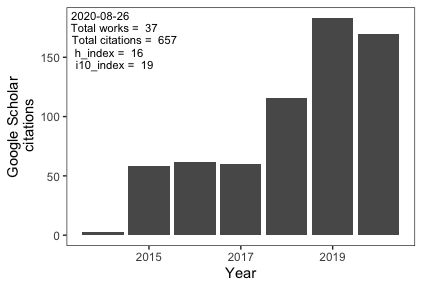 2020-08-26
Total works = 37
Total citations = 657
h_index = 16
i10_index = 19
Google Scholar
citations
150
100
50
0
2015
2017
2019
Year